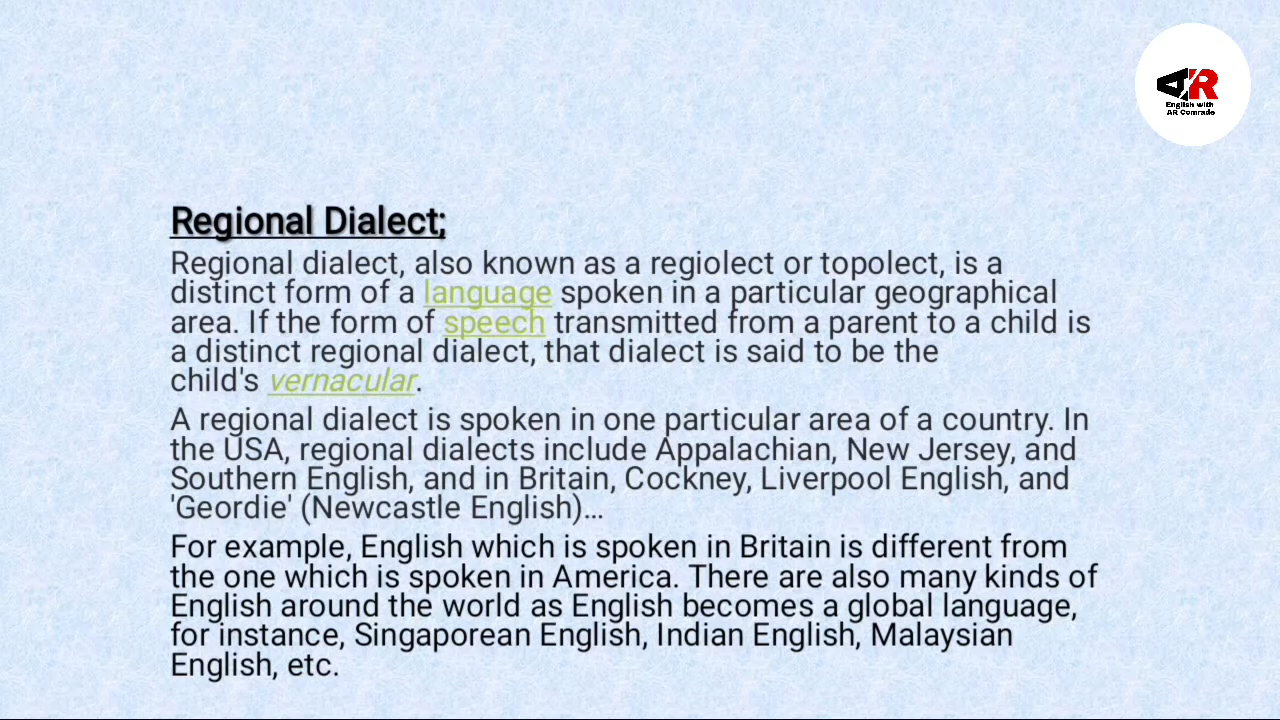 AR
English with
AR Comrade
Regional Dialect;
Regional dialect, also known as a regiolect or topolect, is a
distinct form of a language spoken in a particular geographical
area. If the form of speech transmitted from a parent to a child is
a distinct regional dialect, that dialect is said to be the
child's vernacular.
A regional dialect is spoken in one particular area of a country. In
the USA, regional dialects include Appalachian, New Jersey, and
Southern English, and in Britain, Cockney, Liverpool English, and
'Geordie' (Newcastle English)…
For example, English which is spoken in Britain is different from
the one which is spoken in America. There are also many kinds of
English around the world as English becomes a global language,
for instance, Singaporean English, Indian English, Malaysian
English, etc.